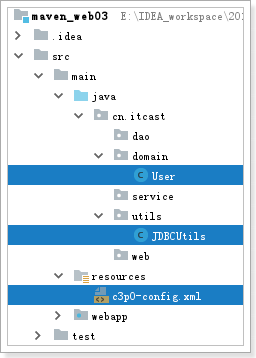 maven_web03 E:\IDEA_workspace\20
.idea
src
main
java
cn.itcast
dao
domain
User
service
utils
JDBCUtils
web
resources
c3p0-config.xml
webapp
test